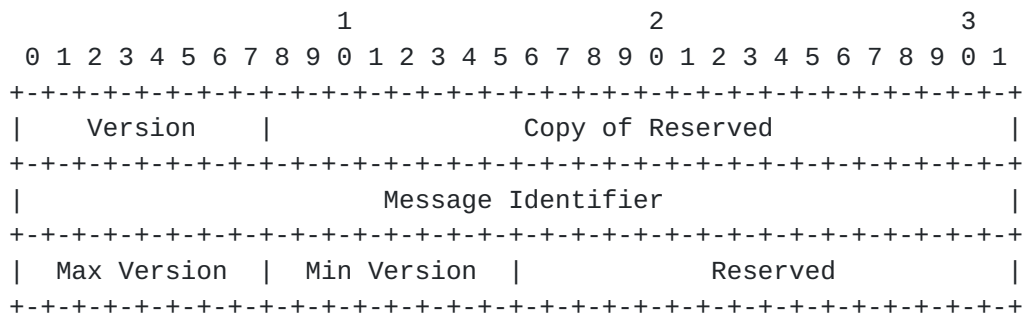 1                   2                   3
 0 1 2 3 4 5 6 7 8 9 0 1 2 3 4 5 6 7 8 9 0 1 2 3 4 5 6 7 8 9 0 1
+-+-+-+-+-+-+-+-+-+-+-+-+-+-+-+-+-+-+-+-+-+-+-+-+-+-+-+-+-+-+-+-+
|    Version    |                Copy of Reserved               |
+-+-+-+-+-+-+-+-+-+-+-+-+-+-+-+-+-+-+-+-+-+-+-+-+-+-+-+-+-+-+-+-+
|                       Message Identifier                      |
+-+-+-+-+-+-+-+-+-+-+-+-+-+-+-+-+-+-+-+-+-+-+-+-+-+-+-+-+-+-+-+-+
|  Max Version  |  Min Version  |            Reserved           |
+-+-+-+-+-+-+-+-+-+-+-+-+-+-+-+-+-+-+-+-+-+-+-+-+-+-+-+-+-+-+-+-+